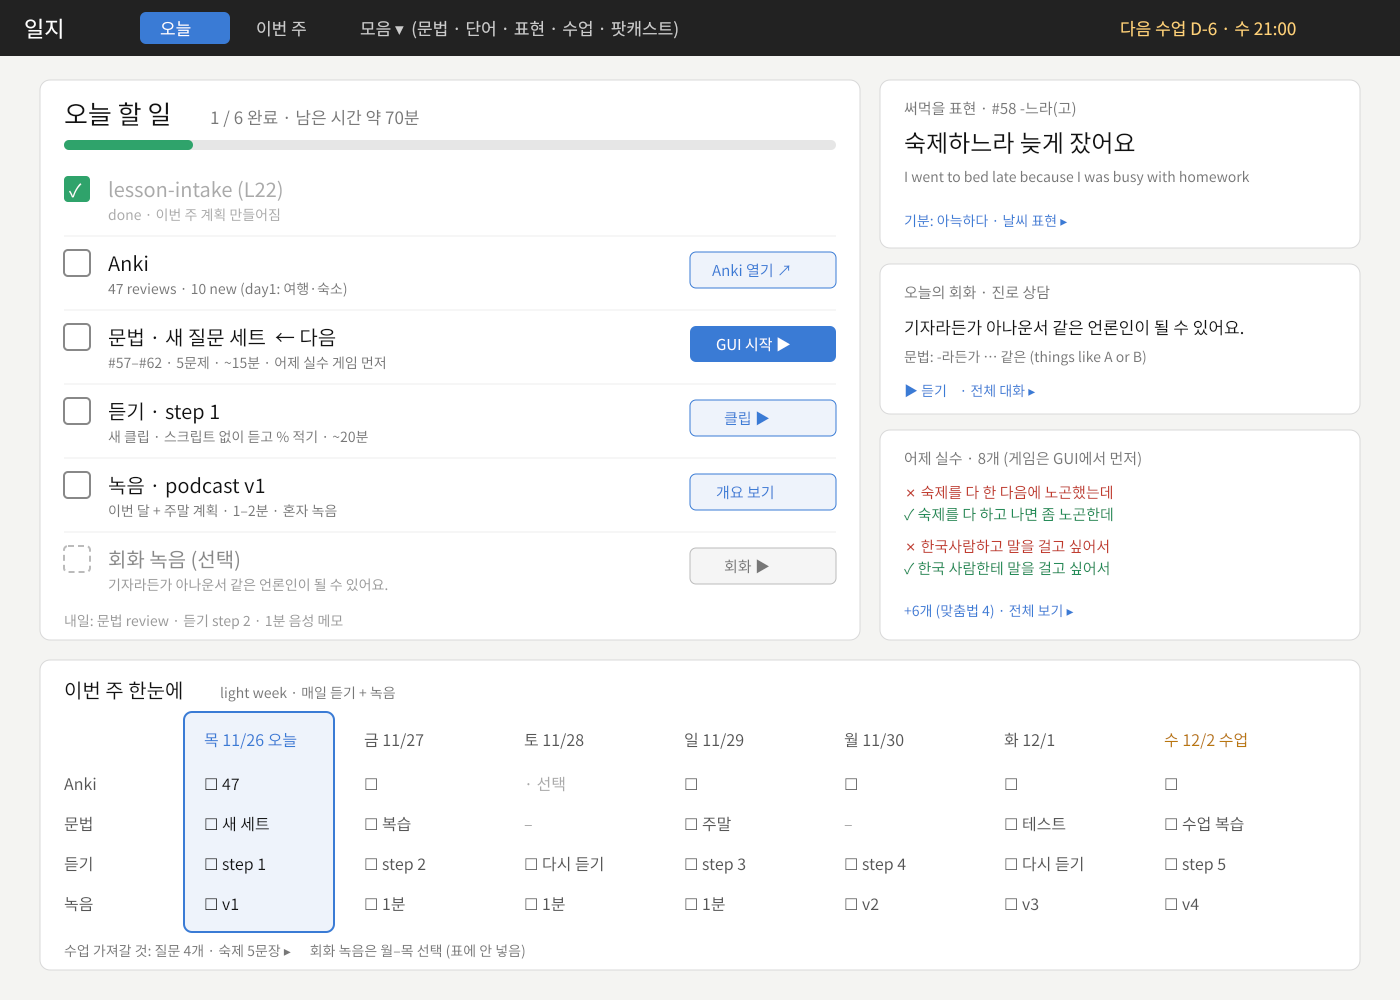 일지
오늘
이번 주
모음 ▾ (문법 · 단어 · 표현 · 수업 · 팟캐스트)
다음 수업 D-6 · 수 21:00
오늘 할 일
1 / 6 완료 · 남은 시간 약 70분
✓ lesson-intake (L22)
done · 이번 주 계획 만들어짐
Anki
47 reviews · 10 new (day1: 여행·숙소)
Anki 열기 ↗
문법 · 새 질문 세트 ← 다음
#57–#62 · 5문제 · ~15분 · 어제 실수 게임 먼저
GUI 시작 ▶
듣기 · step 1
새 클립 · 스크립트 없이 듣고 % 적기 · ~20분
클립 ▶
녹음 · podcast v1
이번 달 + 주말 계획 · 1–2분 · 혼자 녹음
개요 보기
회화 녹음 (선택)
기자라든가 아나운서 같은 언론인이 될 수 있어요.
회화 ▶
내일: 문법 review · 듣기 step 2 · 1분 음성 메모
써먹을 표현 · #58 -느라(고)
숙제하느라 늦게 잤어요
I went to bed late because I was busy with homework
기분: 아늑하다 · 날씨 표현 ▸
오늘의 회화 · 진로 상담
기자라든가 아나운서 같은 언론인이 될 수 있어요.
문법: -라든가 … 같은 (things like A or B)
▶ 듣기 · 전체 대화 ▸
어제 실수 · 8개 (게임은 GUI에서 먼저)
✗ 숙제를 다 한 다음에 노곤했는데
✓ 숙제를 다 하고 나면 좀 노곤한데
✗ 한국사람하고 말을 걸고 싶어서
✓ 한국 사람한테 말을 걸고 싶어서
+6개 (맞춤법 4) · 전체 보기 ▸
이번 주 한눈에
light week · 매일 듣기 + 녹음
목 11/26 오늘 금 11/27 토 11/28 일 11/29 월 11/30 화 12/1 수 12/2 수업
Anki ☐ 47 ☐ · 선택 ☐ ☐ ☐ ☐
문법 ☐ 새 세트 ☐ 복습 – ☐ 주말 – ☐ 테스트 ☐ 수업 복습
듣기 ☐ step 1 ☐ step 2 ☐ 다시 듣기 ☐ step 3 ☐ step 4 ☐ 다시 듣기 ☐ step 5
녹음 ☐ v1 ☐ 1분 ☐ 1분 ☐ 1분 ☐ v2 ☐ v3 ☐ v4
수업 가져갈 것: 질문 4개 · 숙제 5문장 ▸ 회화 녹음은 월–목 선택 (표에 안 넣음)